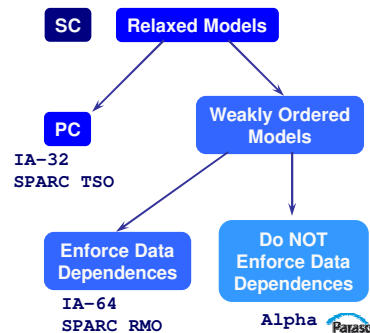 SC
Relaxed Models
PC
Weakly Ordered
Models
IA-32
SPARC TSO
Enforce Data
Dependences
Do NOT
Enforce Data
Dependences
IA-64
SPARC RMO
Alpha